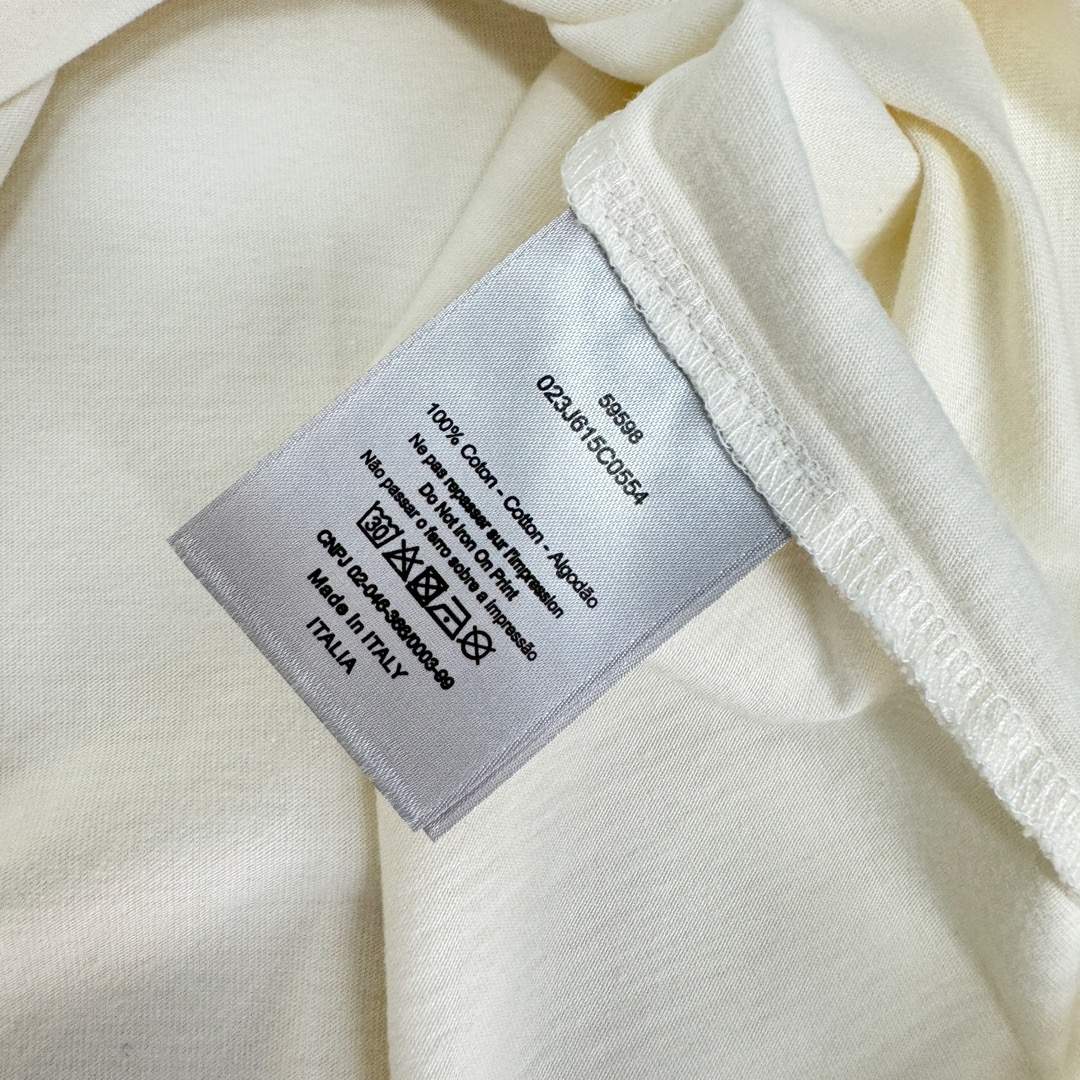 59598
023J615C0554
100% Coton - Cotton - Algodão
Ne pas repasser sur l'impression
Do Not Iron On Print
Não passar o ferro sobre a impressão
30
CNPJ 02-046-368/0003-99
Made In ITALY
ITALIA